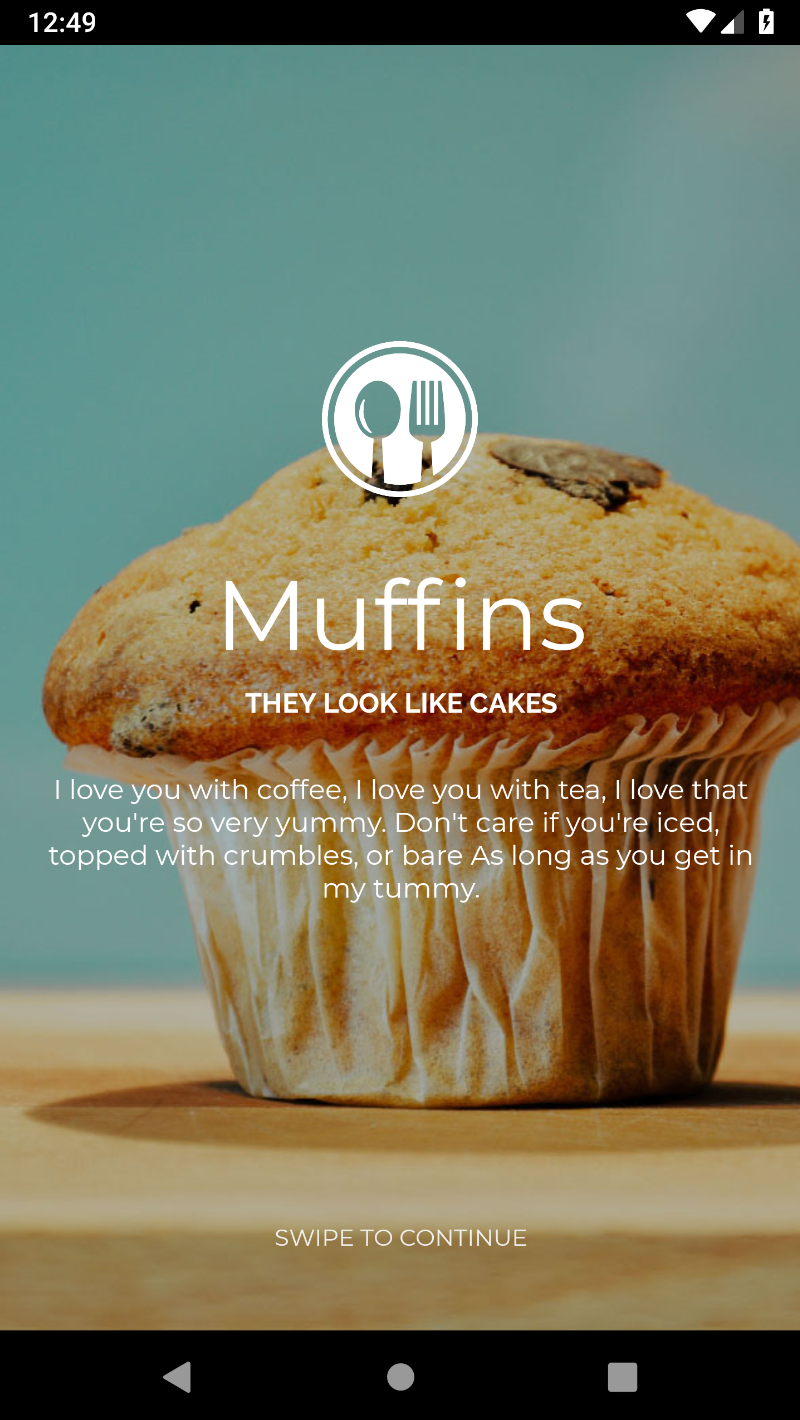 12:49
Muffins
THEY LOOK LIKE CAKES
I love you with coffee, I love you with tea, I love that
you're so very yummy. Don't care if you're iced,
topped with crumbles, or bare As long as you get in
my tummy.
SWIPE TO CONTINUE